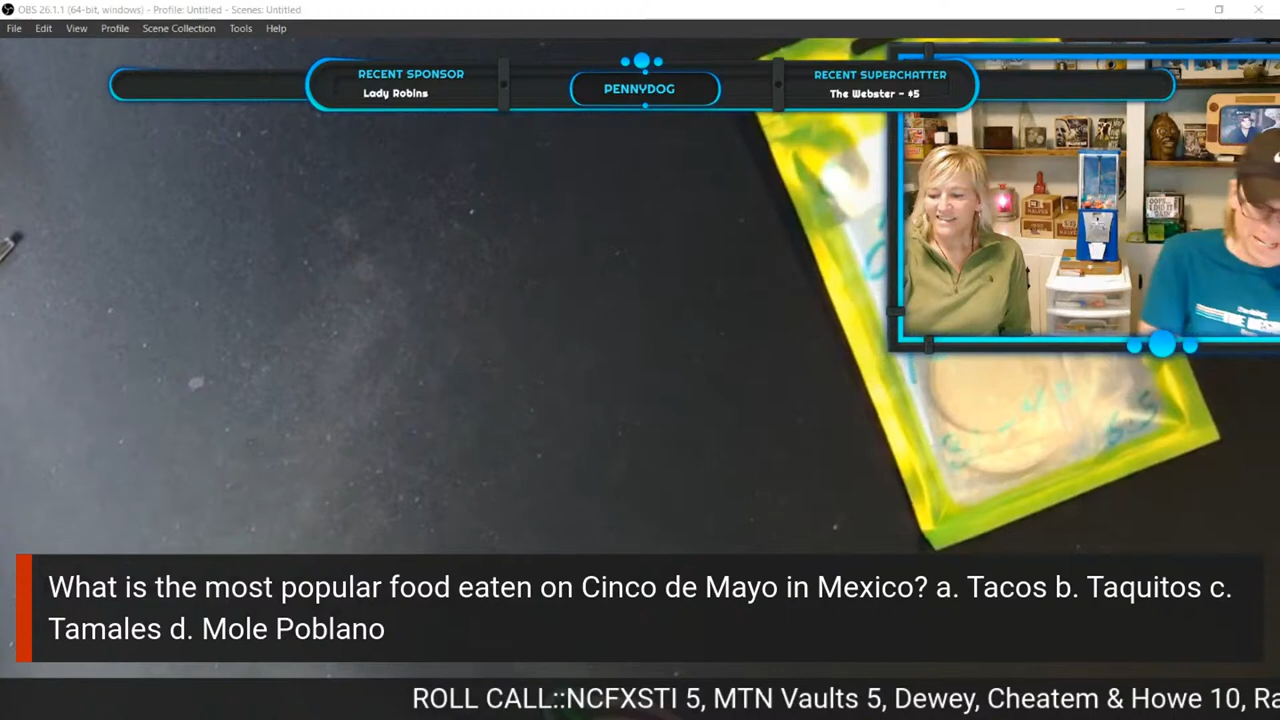 OBS 26.1.1 (64-bit, windows) - Profile: Untitled - Scenes: Untitled
File Edit View Profile Scene Collection Tools Help
RECENT SPONSOR
Lady Robins
PENNYDOG
RECENT SUPERCHATTER
The Webster - $5
What is the most popular food eaten on Cinco de Mayo in Mexico? a. Tacos b. Taquitos c.
Tamales d. Mole Poblano
ROLL CALL::NCFXSTI 5, MTN Vaults 5, Dewey, Cheatem & Howe 10, Ra